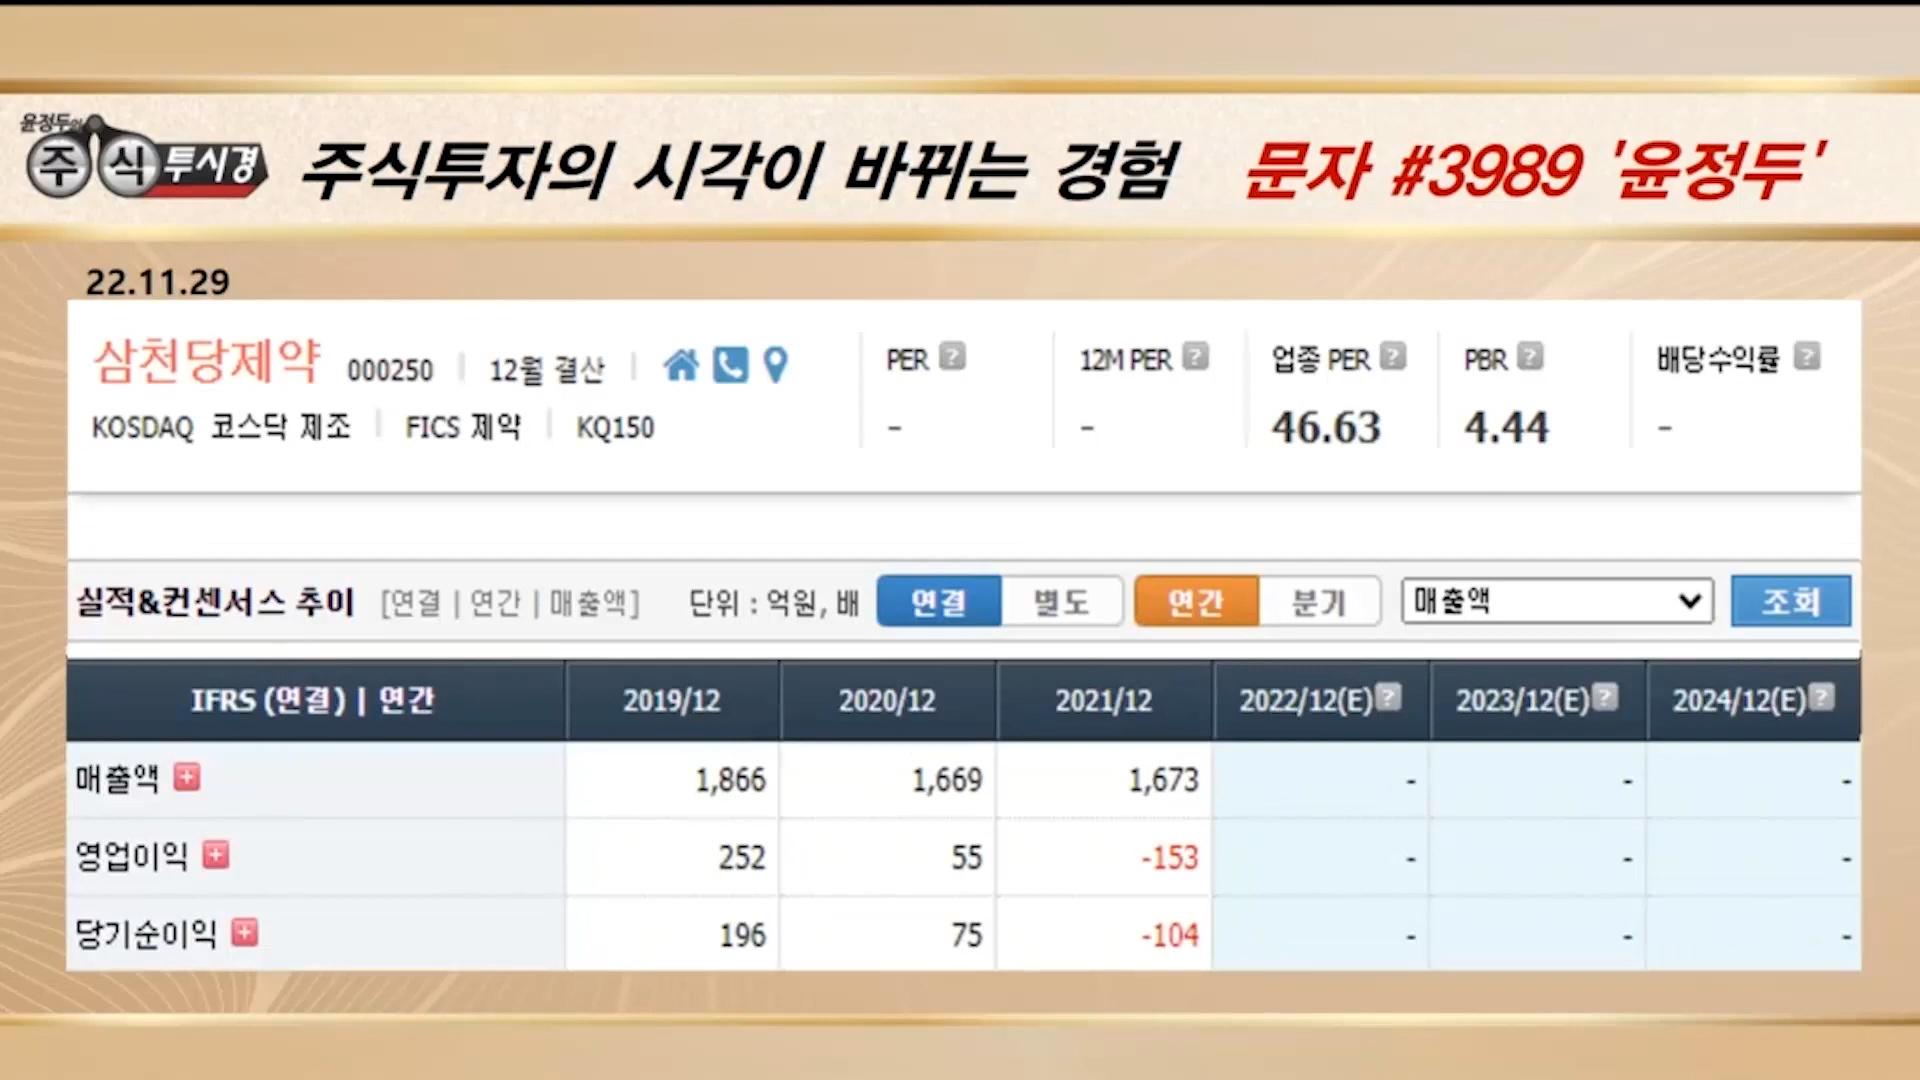 윤정두의
주식투시경
주식투자의 시각이 바뀌는 경험 문자 #3989 '윤정두'
22.11.29
삼천당제약 000250 12월 결산
KOSDAQ 코스닥 제조 FICS 제약 KQ150
PER ? 12M PER ? 업종 PER ? PBR ? 배당수익률 ?
- - 46.63 4.44 -
실적&컨센서스 추이 [연결 | 연간 | 매출액] 단위 : 억원, 배 연결 별도 연간 분기 매출액 조회
IFRS (연결) | 연간 2019/12 2020/12 2021/12 2022/12(E) ? 2023/12(E) ? 2024/12(E) ?
매출액 + 1,866 1,669 1,673 - - -
영업이익 + 252 55 -153 - - -
당기순이익 + 196 75 -104 - - -